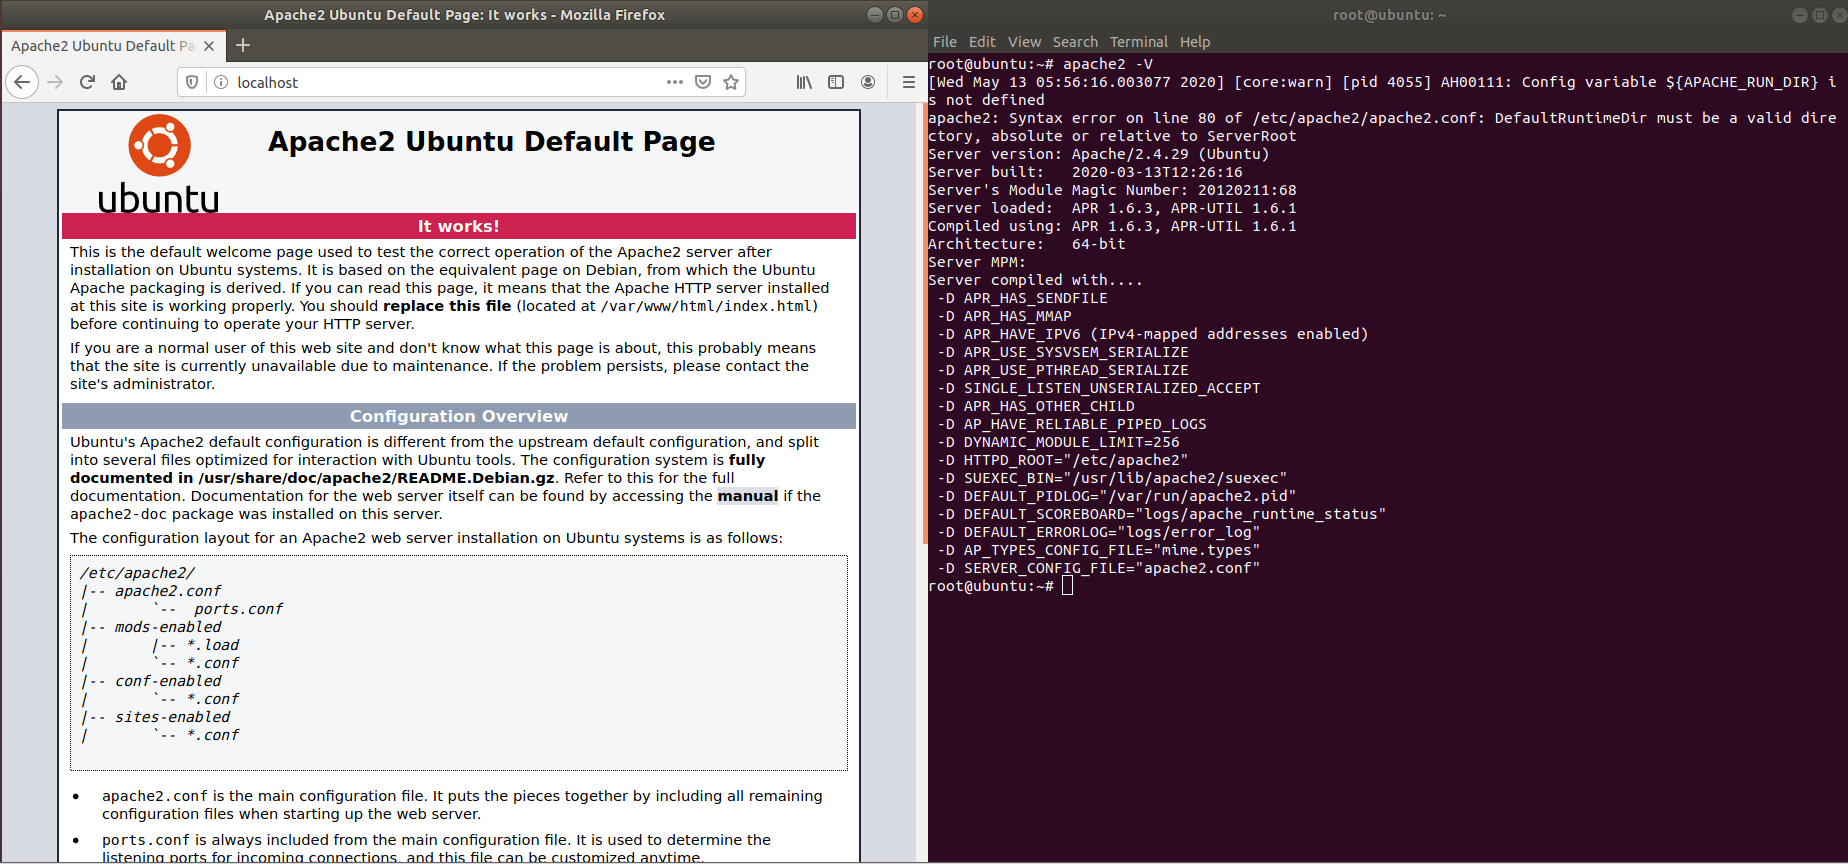 Apache2 Ubuntu Default Page: It works - Mozilla Firefox
Apache2 Ubuntu Default Pa
localhost
ubuntu
Apache2 Ubuntu Default Page
It works!
This is the default welcome page used to test the correct operation of the Apache2 server after
installation on Ubuntu systems. It is based on the equivalent page on Debian, from which the Ubuntu
Apache packaging is derived. If you can read this page, it means that the Apache HTTP server installed
at this site is working properly. You should replace this file (located at /var/www/html/index.html)
before continuing to operate your HTTP server.
If you are a normal user of this web site and don't know what this page is about, this probably means
that the site is currently unavailable due to maintenance. If the problem persists, please contact the
site's administrator.
Configuration Overview
Ubuntu's Apache2 default configuration is different from the upstream default configuration, and split
into several files optimized for interaction with Ubuntu tools. The configuration system is fully
documented in /usr/share/doc/apache2/README.Debian.gz. Refer to this for the full
documentation. Documentation for the web server itself can be found by accessing the manual if the
apache2-doc package was installed on this server.
The configuration layout for an Apache2 web server installation on Ubuntu systems is as follows:
/etc/apache2/
|-- apache2.conf
|       `--  ports.conf
|-- mods-enabled
|       |-- *.load
|       `-- *.conf
|-- conf-enabled
|       `-- *.conf
|-- sites-enabled
|       `-- *.conf
• apache2.conf is the main configuration file. It puts the pieces together by including all remaining
configuration files when starting up the web server.
• ports.conf is always included from the main configuration file. It is used to determine the
listening ports for incoming connections, and this file can be customized anytime.
root@ubuntu: ~
File Edit View Search Terminal Help
root@ubuntu:~# apache2 -V
[Wed May 13 05:56:16.003077 2020] [core:warn] [pid 4055] AH00111: Config variable ${APACHE_RUN_DIR} i
s not defined
apache2: Syntax error on line 80 of /etc/apache2/apache2.conf: DefaultRuntimeDir must be a valid dire
ctory, absolute or relative to ServerRoot
Server version: Apache/2.4.29 (Ubuntu)
Server built:   2020-03-13T12:26:16
Server's Module Magic Number: 20120211:68
Server loaded:  APR 1.6.3, APR-UTIL 1.6.1
Compiled using: APR 1.6.3, APR-UTIL 1.6.1
Architecture:   64-bit
Server MPM:
Server compiled with....
 -D APR_HAS_SENDFILE
 -D APR_HAS_MMAP
 -D APR_HAVE_IPV6 (IPv4-mapped addresses enabled)
 -D APR_USE_SYSVSEM_SERIALIZE
 -D APR_USE_PTHREAD_SERIALIZE
 -D SINGLE_LISTEN_UNSERIALIZED_ACCEPT
 -D APR_HAS_OTHER_CHILD
 -D AP_HAVE_RELIABLE_PIPED_LOGS
 -D DYNAMIC_MODULE_LIMIT=256
 -D HTTPD_ROOT="/etc/apache2"
 -D SUEXEC_BIN="/usr/lib/apache2/suexec"
 -D DEFAULT_PIDLOG="/var/run/apache2.pid"
 -D DEFAULT_SCOREBOARD="logs/apache_runtime_status"
 -D DEFAULT_ERRORLOG="logs/error_log"
 -D AP_TYPES_CONFIG_FILE="mime.types"
 -D SERVER_CONFIG_FILE="apache2.conf"
root@ubuntu:~#